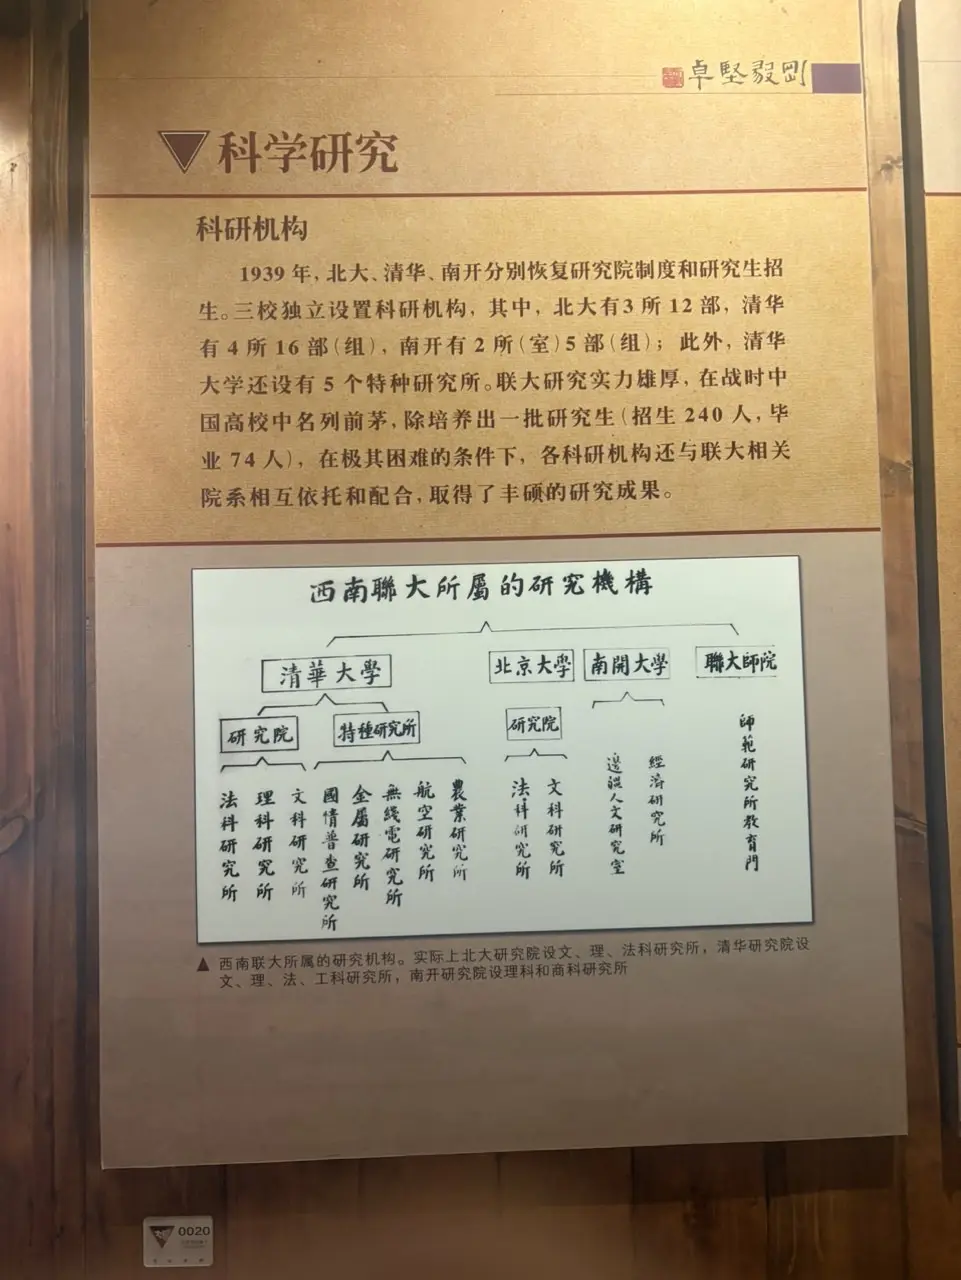 卓堅毅剛
科学研究
科研机构
1939 年，北大、清华、南开分别恢复研究院制度和研究生招
生。三校独立设置科研机构，其中，北大有3 所 12 部，清华
有 4 所 16 部（组），南开有 2 所（室）5 部（组）；此外，清华
大学还设有 5 个特种研究所。联大研究实力雄厚，在战时中
国高校中名列前茅，除培养出一批研究生（招生 240 人，毕
业 74 人），在极其困难的条件下，各科研机构还与联大相关
院系相互依托和配合，取得了丰硕的研究成果。
西南聯大所屬的研究機構
清華大學
北京大學
南開大學
聯大師院
研究院
特種研究所
研究院
法科研究所
理科研究所
文科研究所
國情普查研究所
金屬研究所
無綫電研究所
航空研究所
農業研究所
法科研究所
文科研究所
邊疆人文研究室
經濟研究所
師範研究所教育門
▲ 西南联大所属的研究机构。实际上北大研究院设文、理、法科研究所，清华研究院设
文、理、法、工科研究所，南开研究院设理科和商科研究所
0020